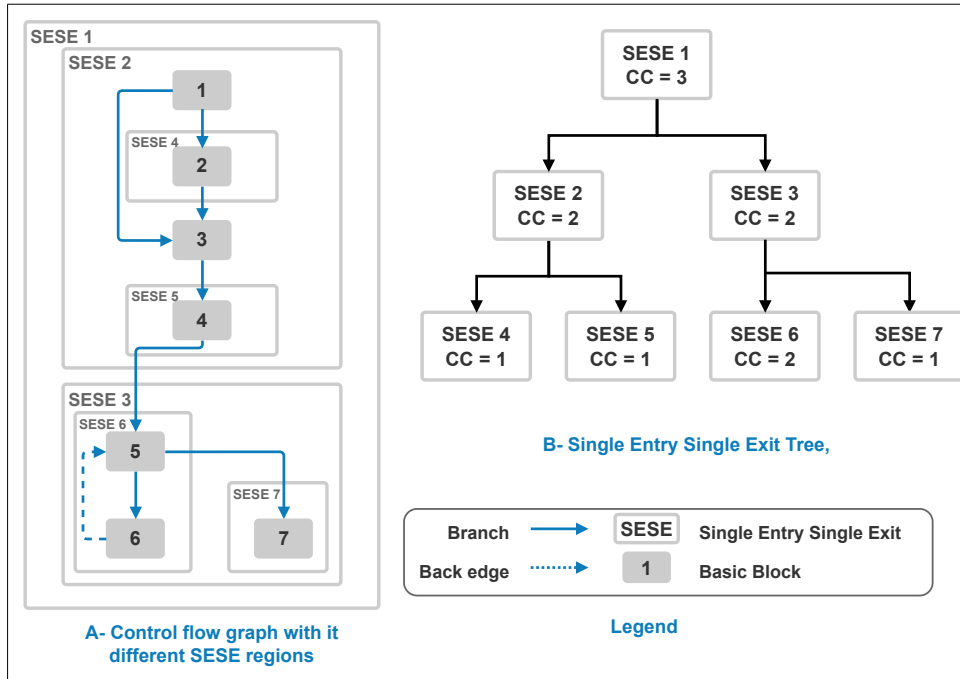 SESE 1
SESE 2
1
SESE 4
2
3
SESE 5
4
SESE 3
SESE 6
5
6
SESE 7
7
A- Control flow graph with it
different SESE regions
SESE 1
CC = 3
SESE 2
CC = 2
SESE 3
CC = 2
SESE 4
CC = 1
SESE 5
CC = 1
SESE 6
CC = 2
SESE 7
CC = 1
B- Single Entry Single Exit Tree,
Branch
SESE
Single Entry Single Exit
Back edge
1
Basic Block
Legend